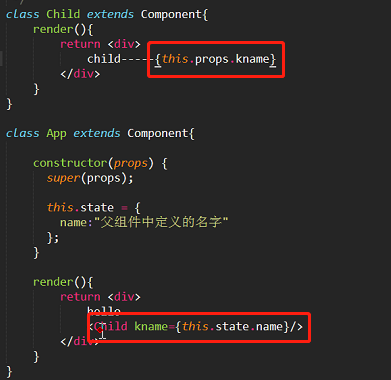 class Child extends Component{
render(){
return <div>
child-----{this.props.kname}
</div>
}
}
class App extends Component{
constructor(props) {
super(props);
this.state = {
name:"父组件中定义的名字"
};
}
render(){
return <div>
hello
<Child kname={this.state.name}/>
</div>
}
}